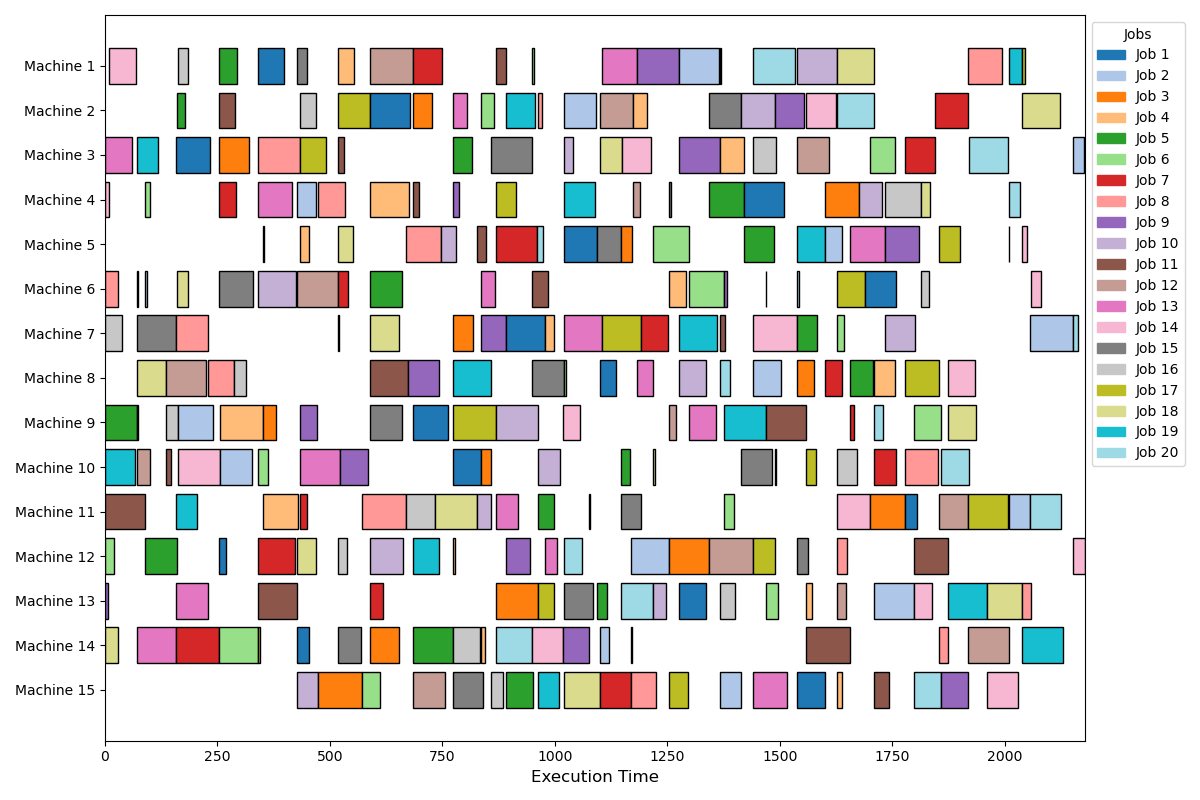 Machine 1
Machine 2
Machine 3
Machine 4
Machine 5
Machine 6
Machine 7
Machine 8
Machine 9
Machine 10
Machine 11
Machine 12
Machine 13
Machine 14
Machine 15
0 250 500 750 1000 1250 1500 1750 2000
Execution Time
Jobs
Job 1
Job 2
Job 3
Job 4
Job 5
Job 6
Job 7
Job 8
Job 9
Job 10
Job 11
Job 12
Job 13
Job 14
Job 15
Job 16
Job 17
Job 18
Job 19
Job 20